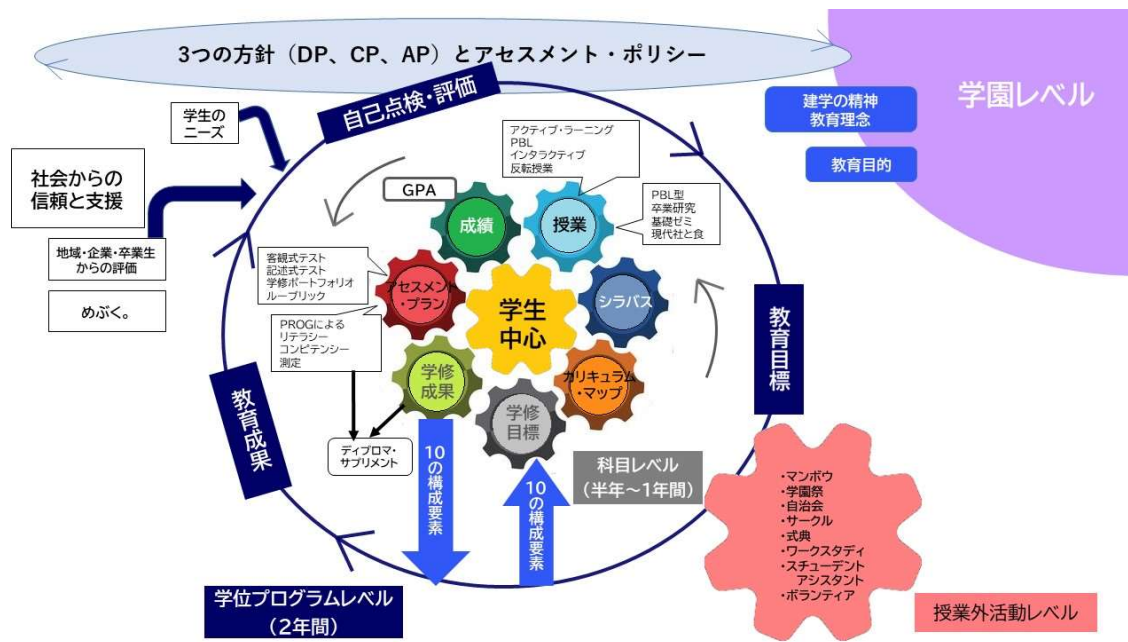 3つの方針（DP、CP、AP）とアセスメント・ポリシー
学園レベル
建学の精神
教育理念
教育目的
自己点検・評価
学生の
ニーズ
社会からの
信頼と支援
地域・企業・卒業生
からの評価
めぶく。
アクティブ・ラーニング
PBL
インタラクティブ
反転授業
GPA
成績
授業
PBL型
卒業研究
基礎ゼミ
現代社と食
客観式テスト
記述式テスト
学修ポートフォリオ
ルーブリック
アセスメント
・プラン
学生
中心
シラバス
PROGによる
リテラシー
コンピテンシー
測定
学修
成果
学修
目標
カリキュラム
・マップ
教育目標
教育成果
ディプロマ・
サプリメント
10の構成要素
10の構成要素
科目レベル
（半年～1年間）
学位プログラムレベル
（2年間）
・マンボウ
・学園祭
・自治会
・サークル
・式典
・ワークスタディ
・スチューデント
アシスタント
・ボランティア
授業外活動レベル